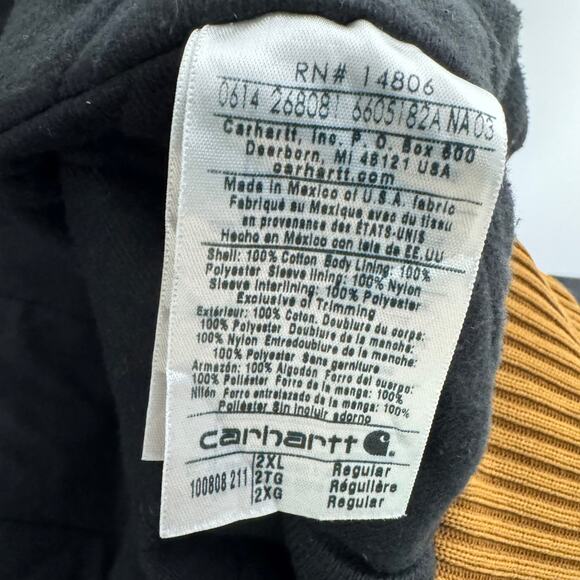 RN# 14806
0614 268081 6605182A NA 03
Carhartt, Inc. P. O. Box 600
Dearborn, MI 48121 USA
carhartt.com
Made in Mexico of U.S.A. fabric
Fabriqué au Mexique avec du tissu
en provenance des ÉTATS-UNIS
Hecho en México con tela de EE.UU
Shell: 100% Cotton Body Lining: 100%
Polyester Sleeve lining: 100% Nylon
Sleeve Interlining: 100% Polyester
Exclusive of Trimming
Extérieur: 100% Coton. Doublure du corps:
100% Polyester Doublure de manche:
100% Nylon Entredoublure de la manche:
100% Polyester Sans garniture
Armazón: 100% Algodón Forro del cuerpo:
100% Poliéster Forro de la manga: 100%
Nilón Forro entrelazado de la manga: 100%
Poliéster Sin incluir adorno
carhartt
100808 211
2XL Regular
2TG Régulière
2XG Regular